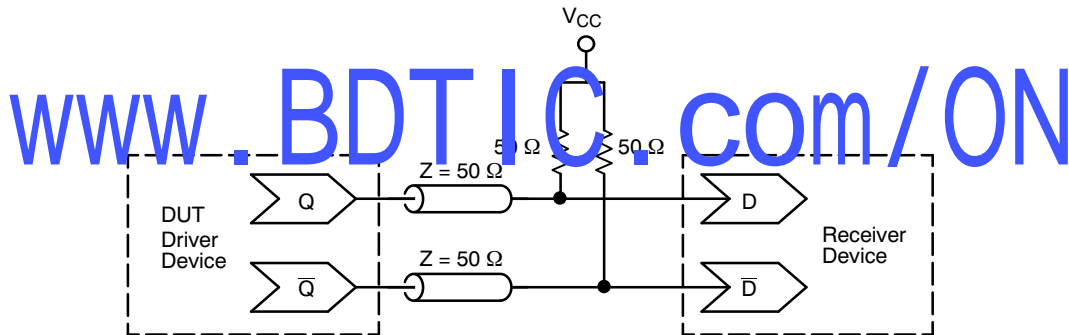 VCC
www.BDTIC.com/ON
50 Ω
50 Ω
Z = 50 Ω
Q
D
DUT
Driver
Device
Receiver
Device
Z = 50 Ω
Q̅
D̅